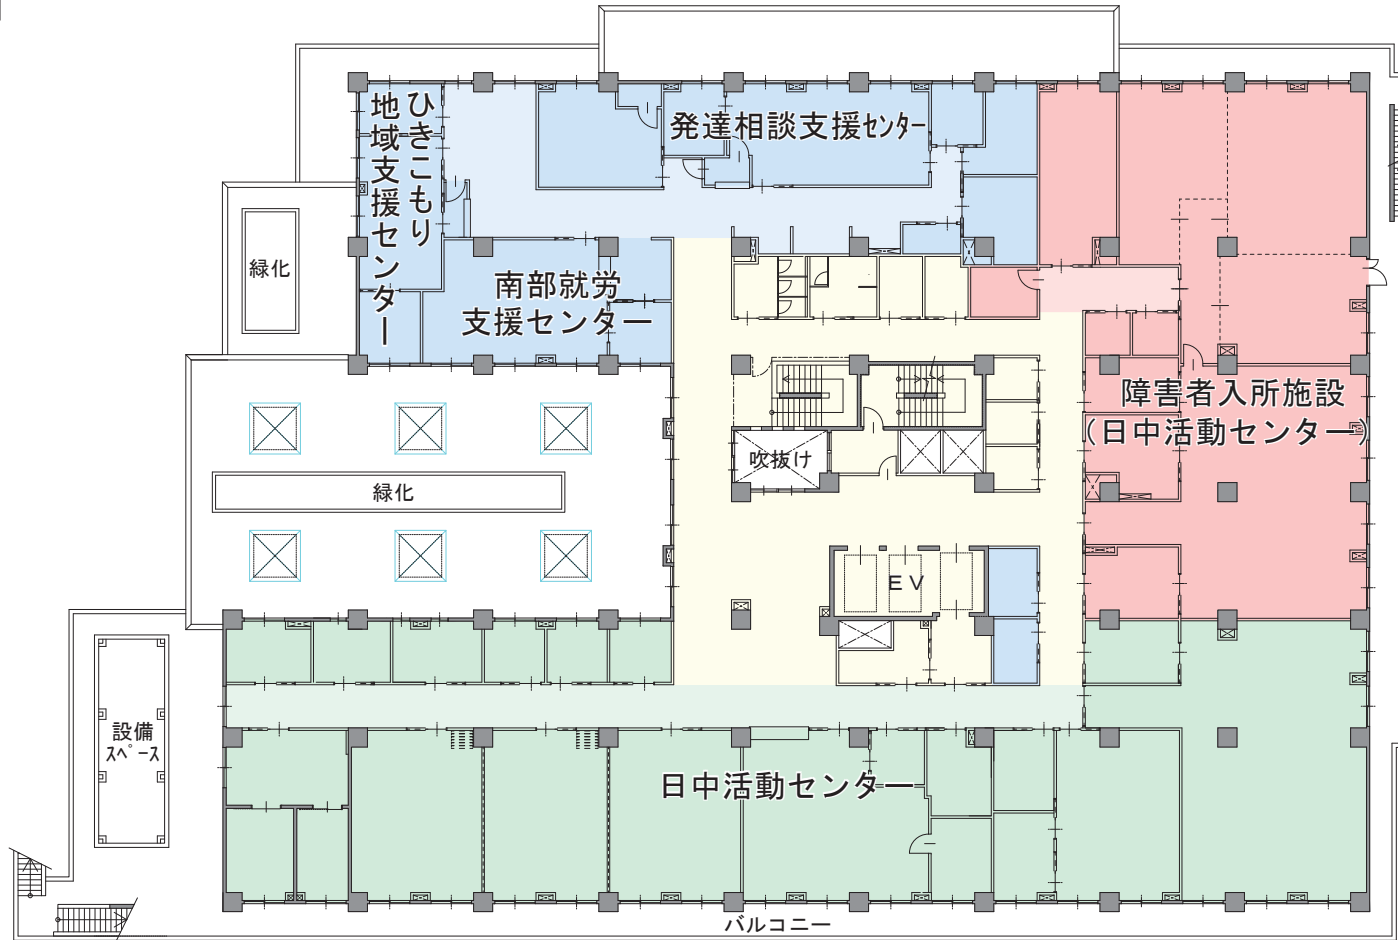 ひきこもり
地域支援センター
発達相談支援センター
緑化
南部就労
支援センター
障害者入所施設
（日中活動センター）
吹抜け
緑化
ＥＶ
設備
スペース
日中活動センター
バルコニー